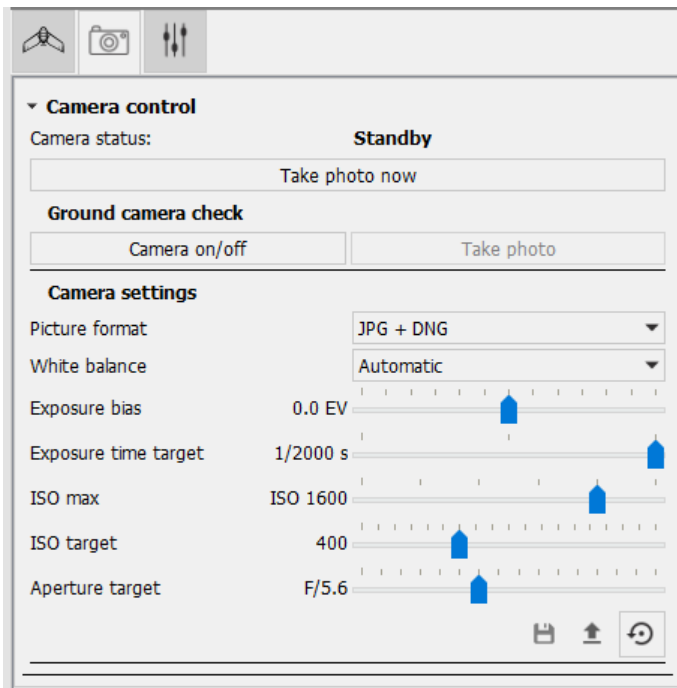 Camera control
Camera status: Standby
Take photo now
Ground camera check
Camera on/off Take photo
Camera settings
Picture format JPG + DNG
White balance Automatic
Exposure bias 0.0 EV
Exposure time target 1/2000 s
ISO max ISO 1600
ISO target 400
Aperture target F/5.6